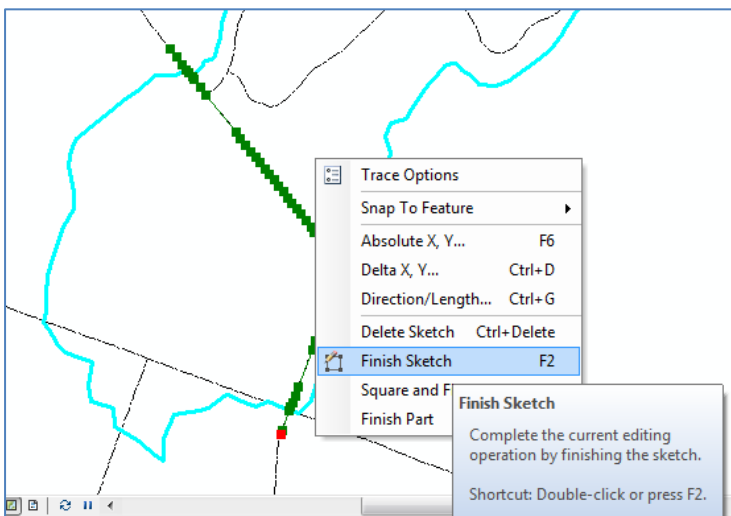 Trace Options
Snap To Feature
Absolute X, Y... F6
Delta X, Y... Ctrl+D
Direction/Length... Ctrl+G
Delete Sketch Ctrl+Delete
Finish Sketch F2
Square and F
Finish Part
Finish Sketch
Complete the current editing
operation by finishing the sketch.
Shortcut: Double-click or press F2.